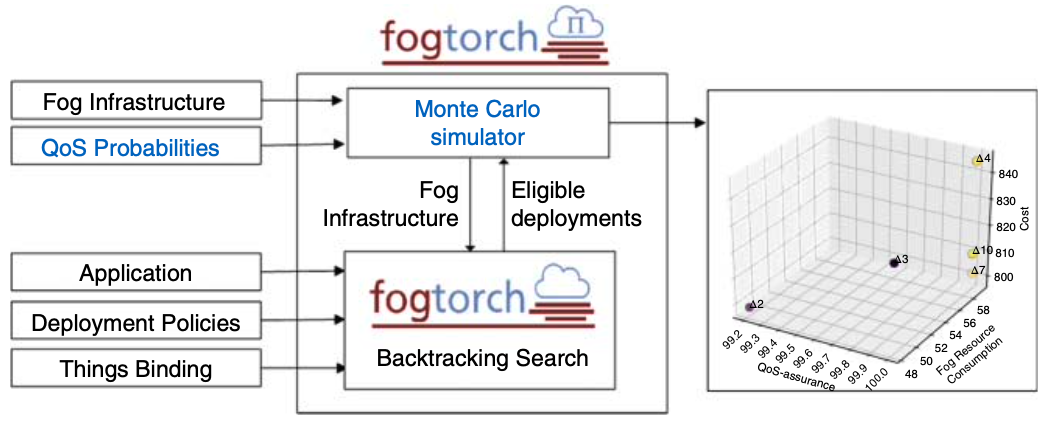 fogtorch Π
Fog Infrastructure
QoS Probabilities
Monte Carlo
simulator
Fog
Infrastructure
Eligible
deployments
Application
Deployment Policies
Things Binding
fogtorch
Backtracking Search
Δ4
Δ3
Δ10
Δ7
Δ2
840
830
820
810
800
Cost
58
56
54
52
50
48
Fog Resource
Consumption
99.2
99.3
99.4
99.5
99.6
99.7
99.8
99.9
100.0
QoS-assurance